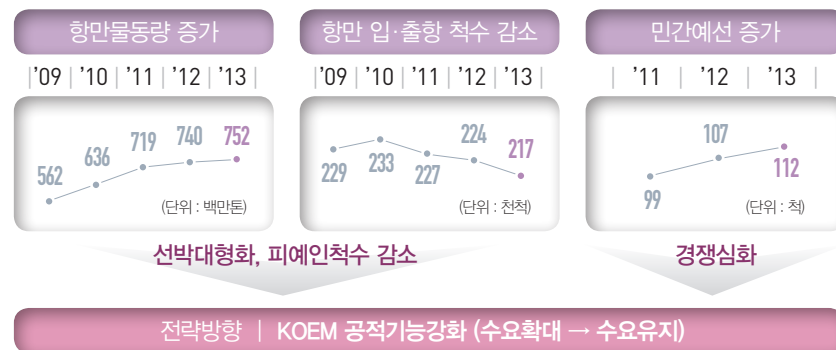 항만물동량 증가
항만 입·출항 척수 감소
민간예선 증가
|’09|’10|’11|’12|’13|
|’09|’10|’11|’12|’13|
|’11|’12|’13|
562 636 719 740 752
(단위 : 백만톤)
229 233 227 224 217
(단위 : 천척)
99 107 112
(단위 : 척)
선박대형화, 피예인척수 감소
경쟁심화
전략방향 | KOEM 공적기능강화 (수요확대 → 수요유지)